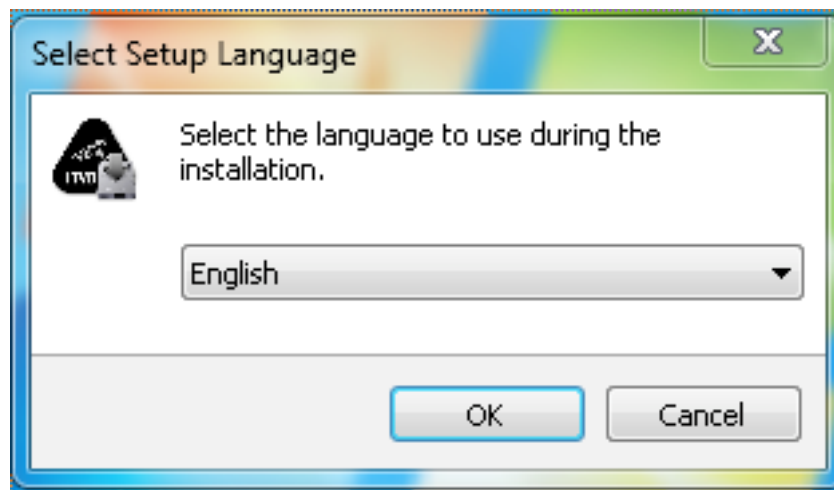 Select Setup Language
Select the language to use during the
installation.
English
OK
Cancel